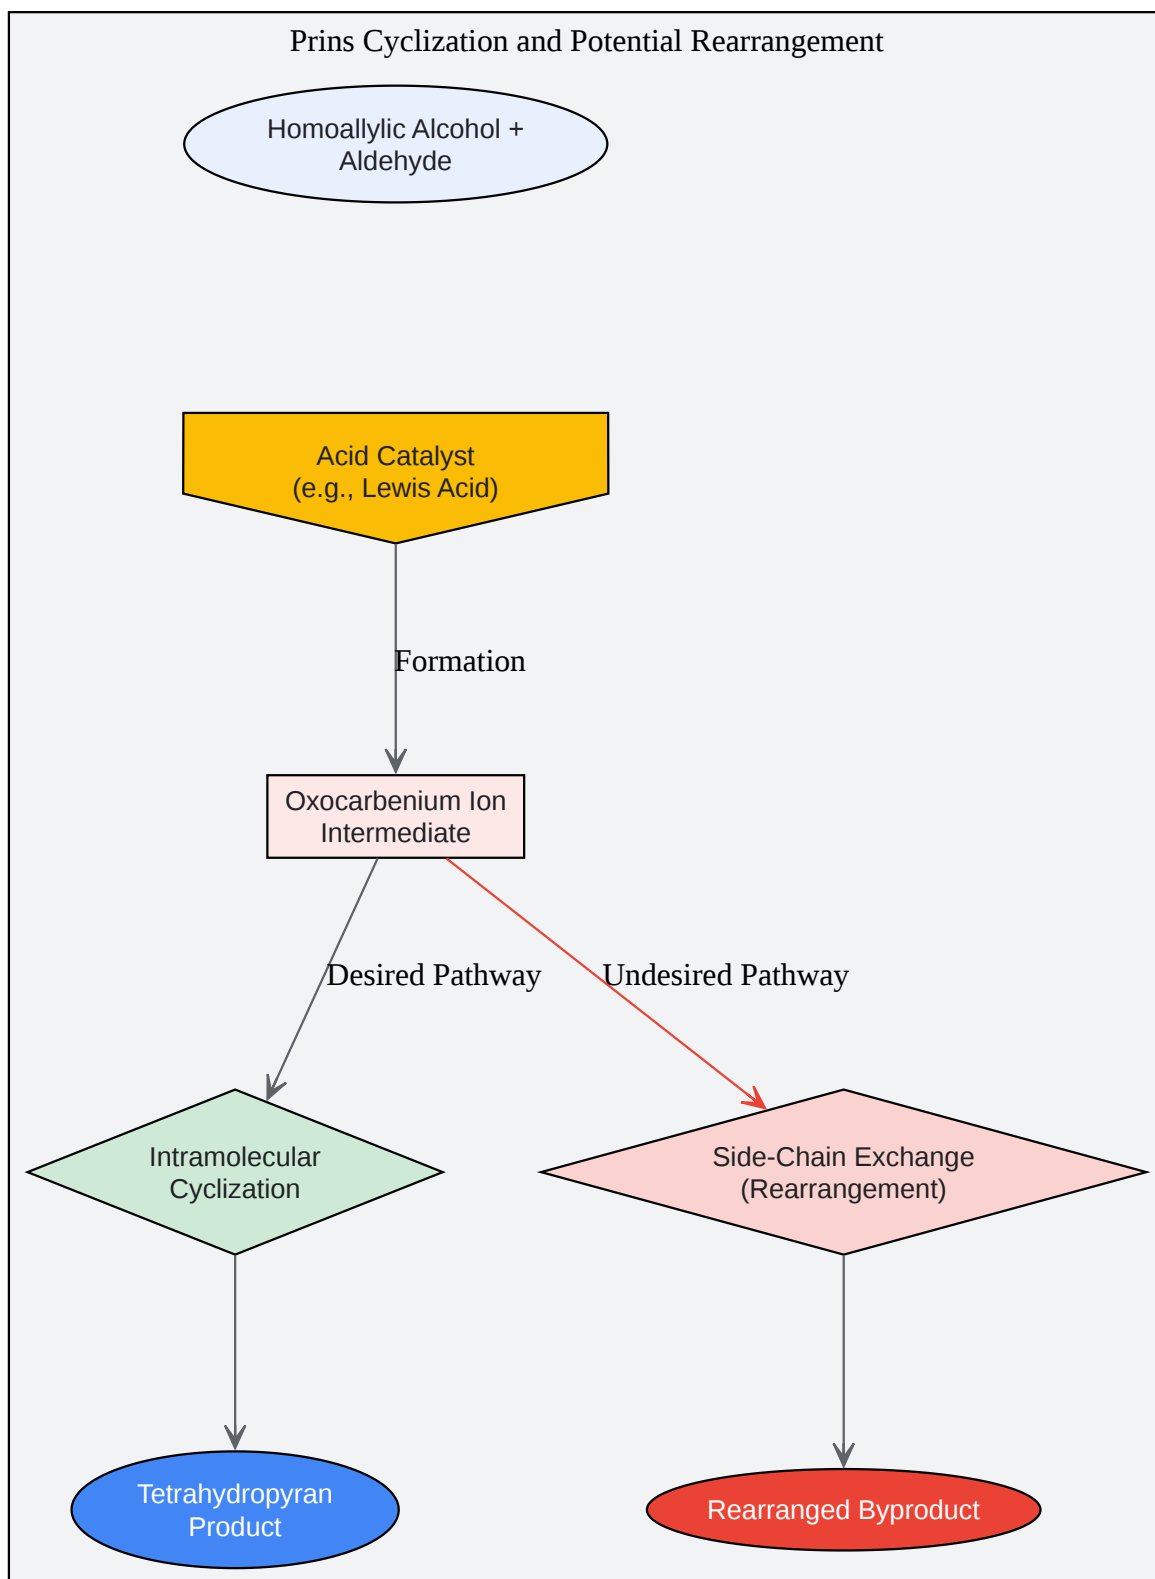 Prins Cyclization and Potential Rearrangement
Homoallylic Alcohol +
Aldehyde
Acid Catalyst
(e.g., Lewis Acid)
Formation
Oxocarbenium Ion
Intermediate
Desired Pathway
Undesired Pathway
Intramolecular
Cyclization
Side-Chain Exchange
(Rearrangement)
Tetrahydropyran
Product
Rearranged Byproduct